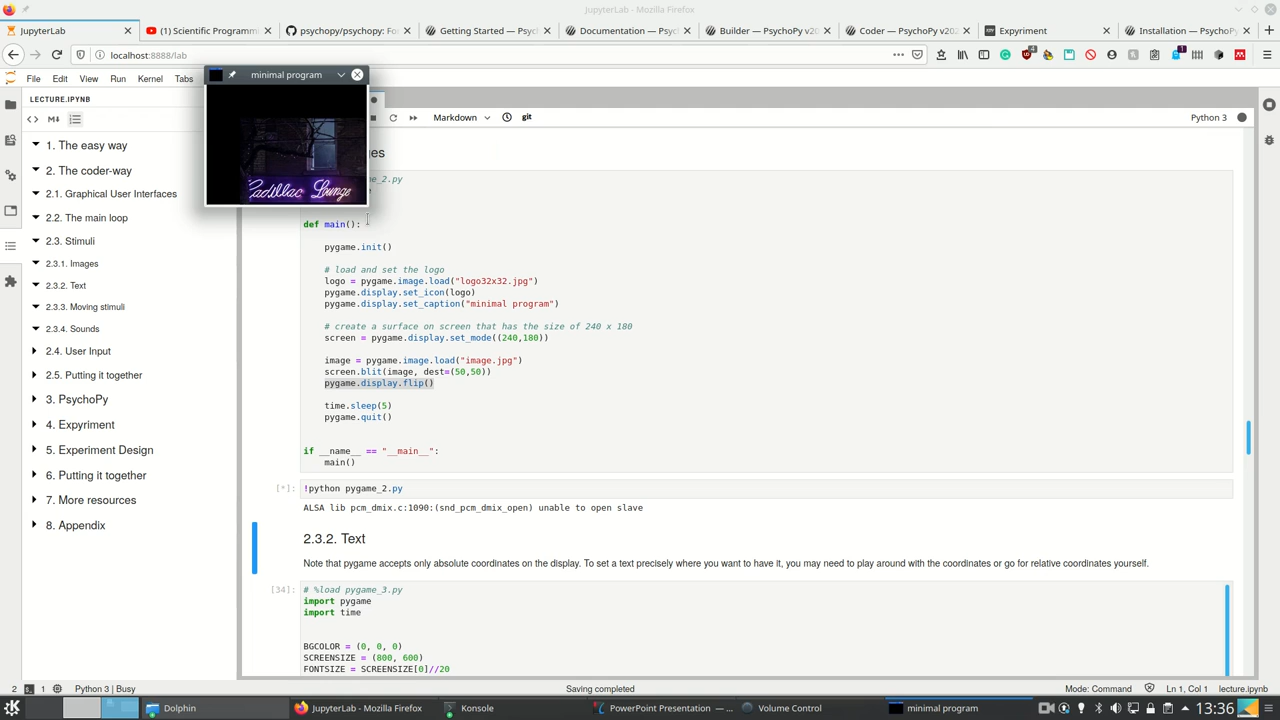 JupyterLab - Mozilla Firefox
JupyterLab
(1) Scientific Programm
psychopy/psychopy: Fo
Getting Started — Psych
Documentation — Psyc
Builder — PsychoPy v20
Coder — PsychoPy v202
Expyriment
Installation — PsychoPy
localhost:8888/lab
File Edit View Run Kernel Tabs
minimal program
Cadillac Lounge
LECTURE.IPYNB
Markdown
git
Python 3
1. The easy way
2. The coder-way
2.1. Graphical User Interfaces
2.2. The main loop
2.3. Stimuli
2.3.1. Images
2.3.2. Text
2.3.3. Moving stimuli
2.3.4. Sounds
2.4. User Input
2.5. Putting it together
3. PsychoPy
4. Expyriment
5. Experiment Design
6. Putting it together
7. More resources
8. Appendix
def main():
pygame.init()
# load and set the logo
logo = pygame.image.load("logo32x32.jpg")
pygame.display.set_icon(logo)
pygame.display.set_caption("minimal program")
# create a surface on screen that has the size of 240 x 180
screen = pygame.display.set_mode((240,180))
image = pygame.image.load("image.jpg")
screen.blit(image, dest=(50,50))
pygame.display.flip()
time.sleep(5)
pygame.quit()
if __name__ == "__main__":
main()
[*]: !python pygame_2.py
ALSA lib pcm_dmix.c:1090:(snd_pcm_dmix_open) unable to open slave
2.3.2. Text
Note that pygame accepts only absolute coordinates on the display. To set a text precisely where you want to have it, you may need to play around with the coordinates or go for relative coordinates yourself.
[34]: # %load pygame_3.py
import pygame
import time
BGCOLOR = (0, 0, 0)
SCREENSIZE = (800, 600)
FONTSIZE = SCREENSIZE[0]//20
2 1 Python 3 | Busy
Saving completed
Mode: Command
Ln 1, Col 1
lecture.ipynb
Dolphin
JupyterLab - Mozilla Firefox
Konsole
PowerPoint Presentation — ...
Volume Control
minimal program
13:36